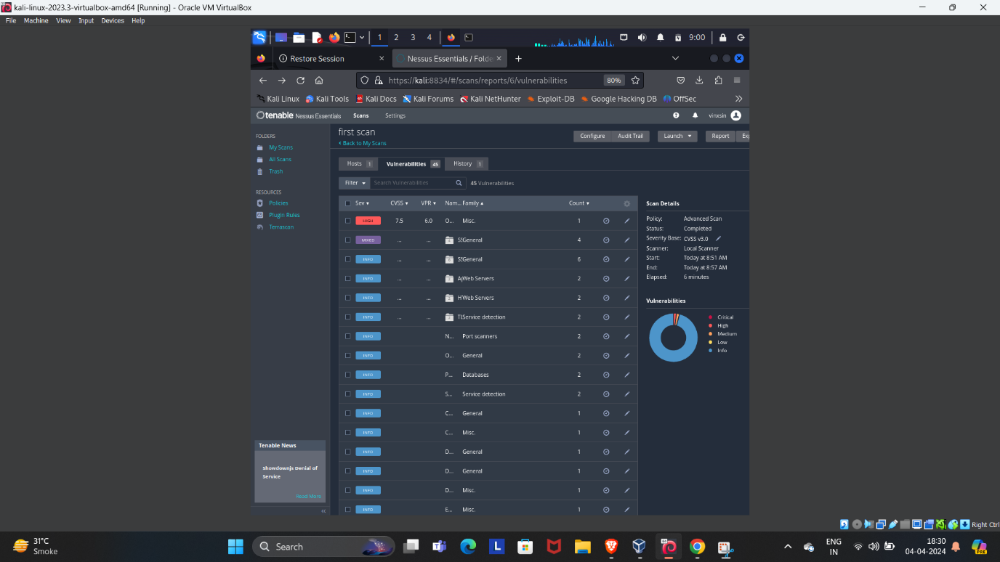 kali-linux-2023.3-virtualbox-amd64 [Running] - Oracle VM VirtualBox
File Machine View Input Devices Help
1 2 3 4 9:00
Restore Session
Nessus Essentials / Folde
https://kali:8834/#/scans/reports/6/vulnerabilities 80%
Kali Linux Kali Tools Kali Docs Kali Forums Kali NetHunter Exploit-DB Google Hacking DB OffSec
tenable Nessus Essentials Scans Settings vinxsin
FOLDERS
My Scans
All Scans
Trash
RESOURCES
Policies
Plugin Rules
Terrascan
Tenable News
Showdownjs Denial of
Service
Read More
first scan
Back to My Scans
Configure Audit Trail Launch Report Exp
Hosts 1 Vulnerabilities 45 History 1
Filter Search Vulnerabilities 45 Vulnerabilities
Sev CVSS VPR Nam... Family Count
HIGH 7.5 6.0 O... Misc. 1
MIXED ... ... General 4
INFO ... ... General 6
INFO ... ... Web Servers 2
INFO ... ... Web Servers 2
INFO ... ... Service detection 2
INFO N... Port scanners 2
INFO O... General 2
INFO P... Databases 2
INFO S... Service detection 2
INFO C... General 1
INFO C... Misc. 1
INFO D... General 1
INFO D... General 1
INFO D... Misc. 1
INFO E... Misc. 1
Scan Details
Policy: Advanced Scan
Status: Completed
Severity Base: CVSS v3.0
Scanner: Local Scanner
Start: Today at 8:51 AM
End: Today at 8:57 AM
Elapsed: 6 minutes
Vulnerabilities
Critical
High
Medium
Low
Info
Right Ctrl
31°C
Smoke
Search
ENG
IN
18:30
04-04-2024